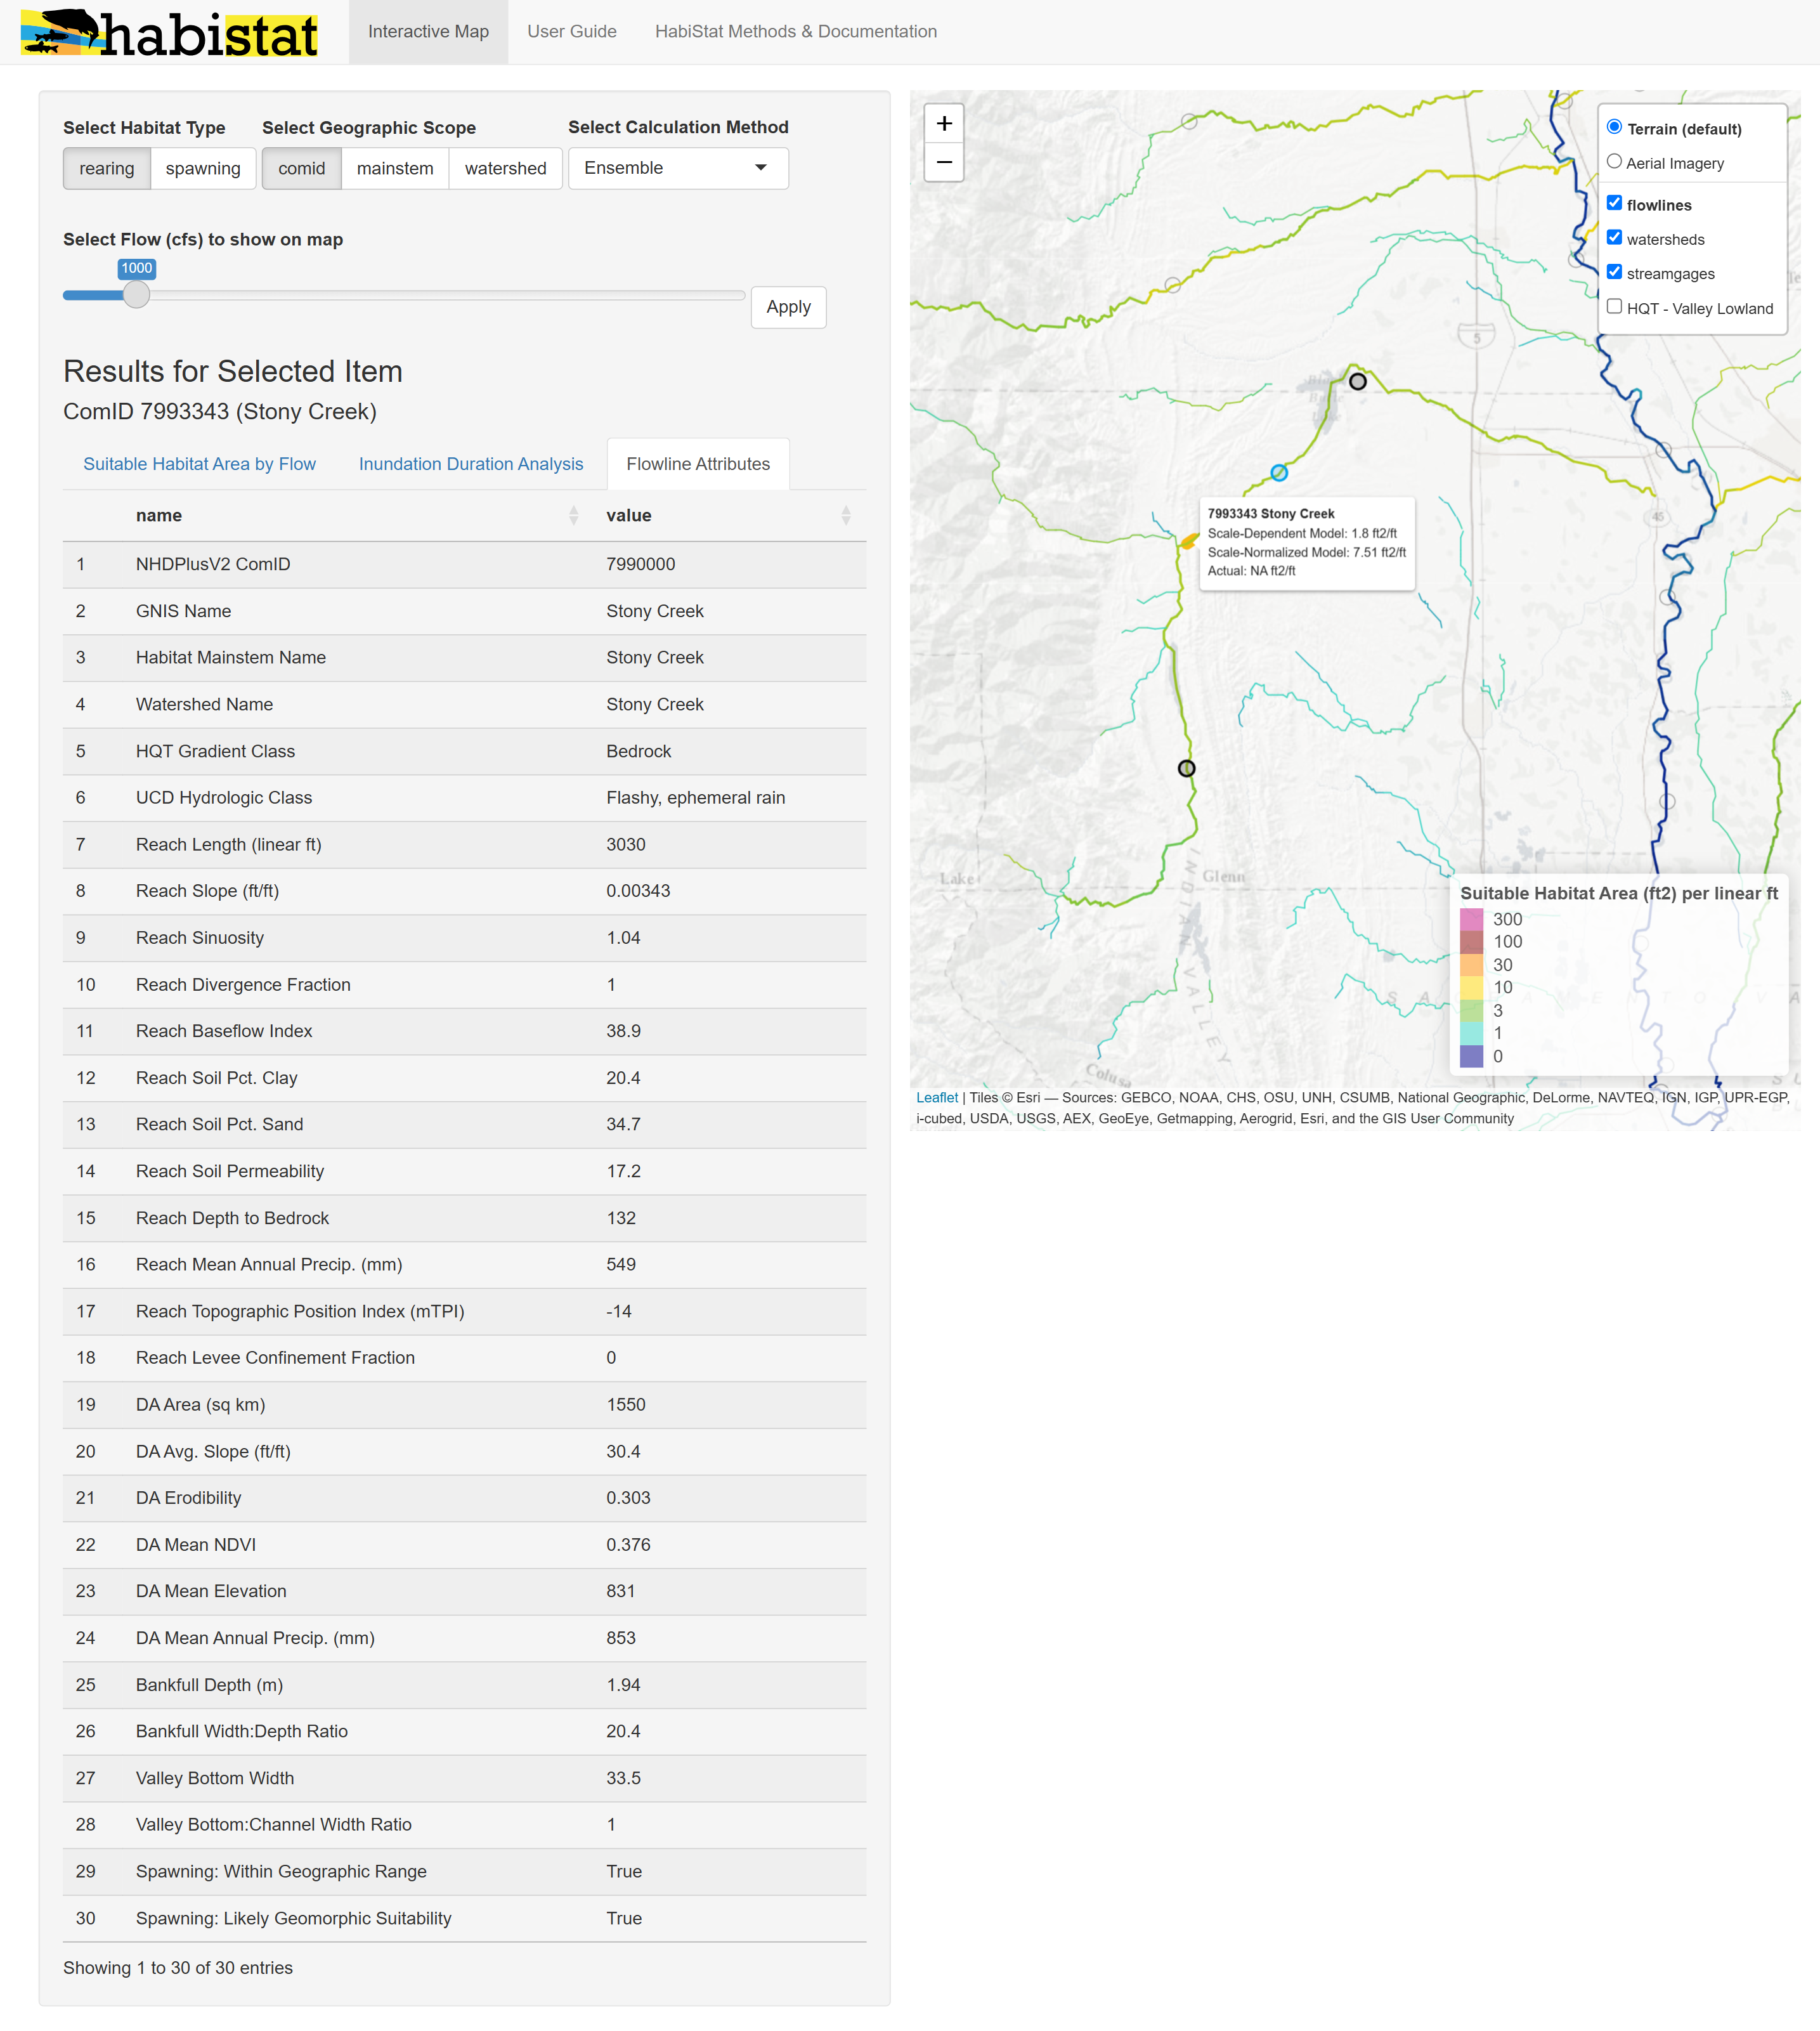 habistat
Interactive Map
User Guide
HabiStat Methods & Documentation
Select Habitat Type
Select Geographic Scope
Select Calculation Method
rearing
spawning
comid
mainstem
watershed
Ensemble
Select Flow (cfs) to show on map
1000
Apply
Results for Selected Item
ComID 7993343 (Stony Creek)
Suitable Habitat Area by Flow
Inundation Duration Analysis
Flowline Attributes
name value
1 NHDPlusV2 ComID 7990000
2 GNIS Name Stony Creek
3 Habitat Mainstem Name Stony Creek
4 Watershed Name Stony Creek
5 HQT Gradient Class Bedrock
6 UCD Hydrologic Class Flashy, ephemeral rain
7 Reach Length (linear ft) 3030
8 Reach Slope (ft/ft) 0.00343
9 Reach Sinuosity 1.04
10 Reach Divergence Fraction 1
11 Reach Baseflow Index 38.9
12 Reach Soil Pct. Clay 20.4
13 Reach Soil Pct. Sand 34.7
14 Reach Soil Permeability 17.2
15 Reach Depth to Bedrock 132
16 Reach Mean Annual Precip. (mm) 549
17 Reach Topographic Position Index (mTPI) -14
18 Reach Levee Confinement Fraction 0
19 DA Area (sq km) 1550
20 DA Avg. Slope (ft/ft) 30.4
21 DA Erodibility 0.303
22 DA Mean NDVI 0.376
23 DA Mean Elevation 831
24 DA Mean Annual Precip. (mm) 853
25 Bankfull Depth (m) 1.94
26 Bankfull Width:Depth Ratio 20.4
27 Valley Bottom Width 33.5
28 Valley Bottom:Channel Width Ratio 1
29 Spawning: Within Geographic Range True
30 Spawning: Likely Geomorphic Suitability True
Showing 1 to 30 of 30 entries
+
−
Terrain (default)
Aerial Imagery
flowlines
watersheds
streamgages
HQT - Valley Lowland
5
45
7993343 Stony Creek
Scale-Dependent Model: 1.8 ft2/ft
Scale-Normalized Model: 7.51 ft2/ft
Actual: NA ft2/ft
Lake
Glenn
INDIAN VALLEY
Colusa
Suitable Habitat Area (ft2) per linear ft
300
100
30
10
3
1
0
Leaflet | Tiles © Esri — Sources: GEBCO, NOAA, CHS, OSU, UNH, CSUMB, National Geographic, DeLorme, NAVTEQ, IGN, IGP, UPR-EGP,
i-cubed, USDA, USGS, AEX, GeoEye, Getmapping, Aerogrid, Esri, and the GIS User Community